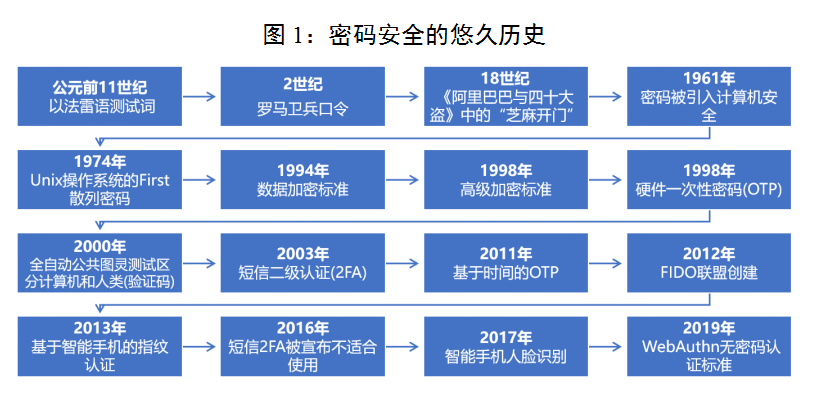 图 1：密码安全的悠久历史
公元前11世纪
以法雷语测试词
2世纪
罗马卫兵口令
18世纪
《阿里巴巴与四十大
盗》中的“芝麻开门”
1961年
密码被引入计算机安
全
1974年
Unix操作系统的First
散列密码
1994年
数据加密标准
1998年
高级加密标准
1998年
硬件一次性密码(OTP)
2000年
全自动公共图灵测试区
分计算机和人类(验证码)
2003年
短信二级认证(2FA)
2011年
基于时间的OTP
2012年
FIDO联盟创建
2013年
基于智能手机的指纹
认证
2016年
短信2FA被宣布不适合
使用
2017年
智能手机人脸识别
2019年
WebAuthn无密码认
证标准